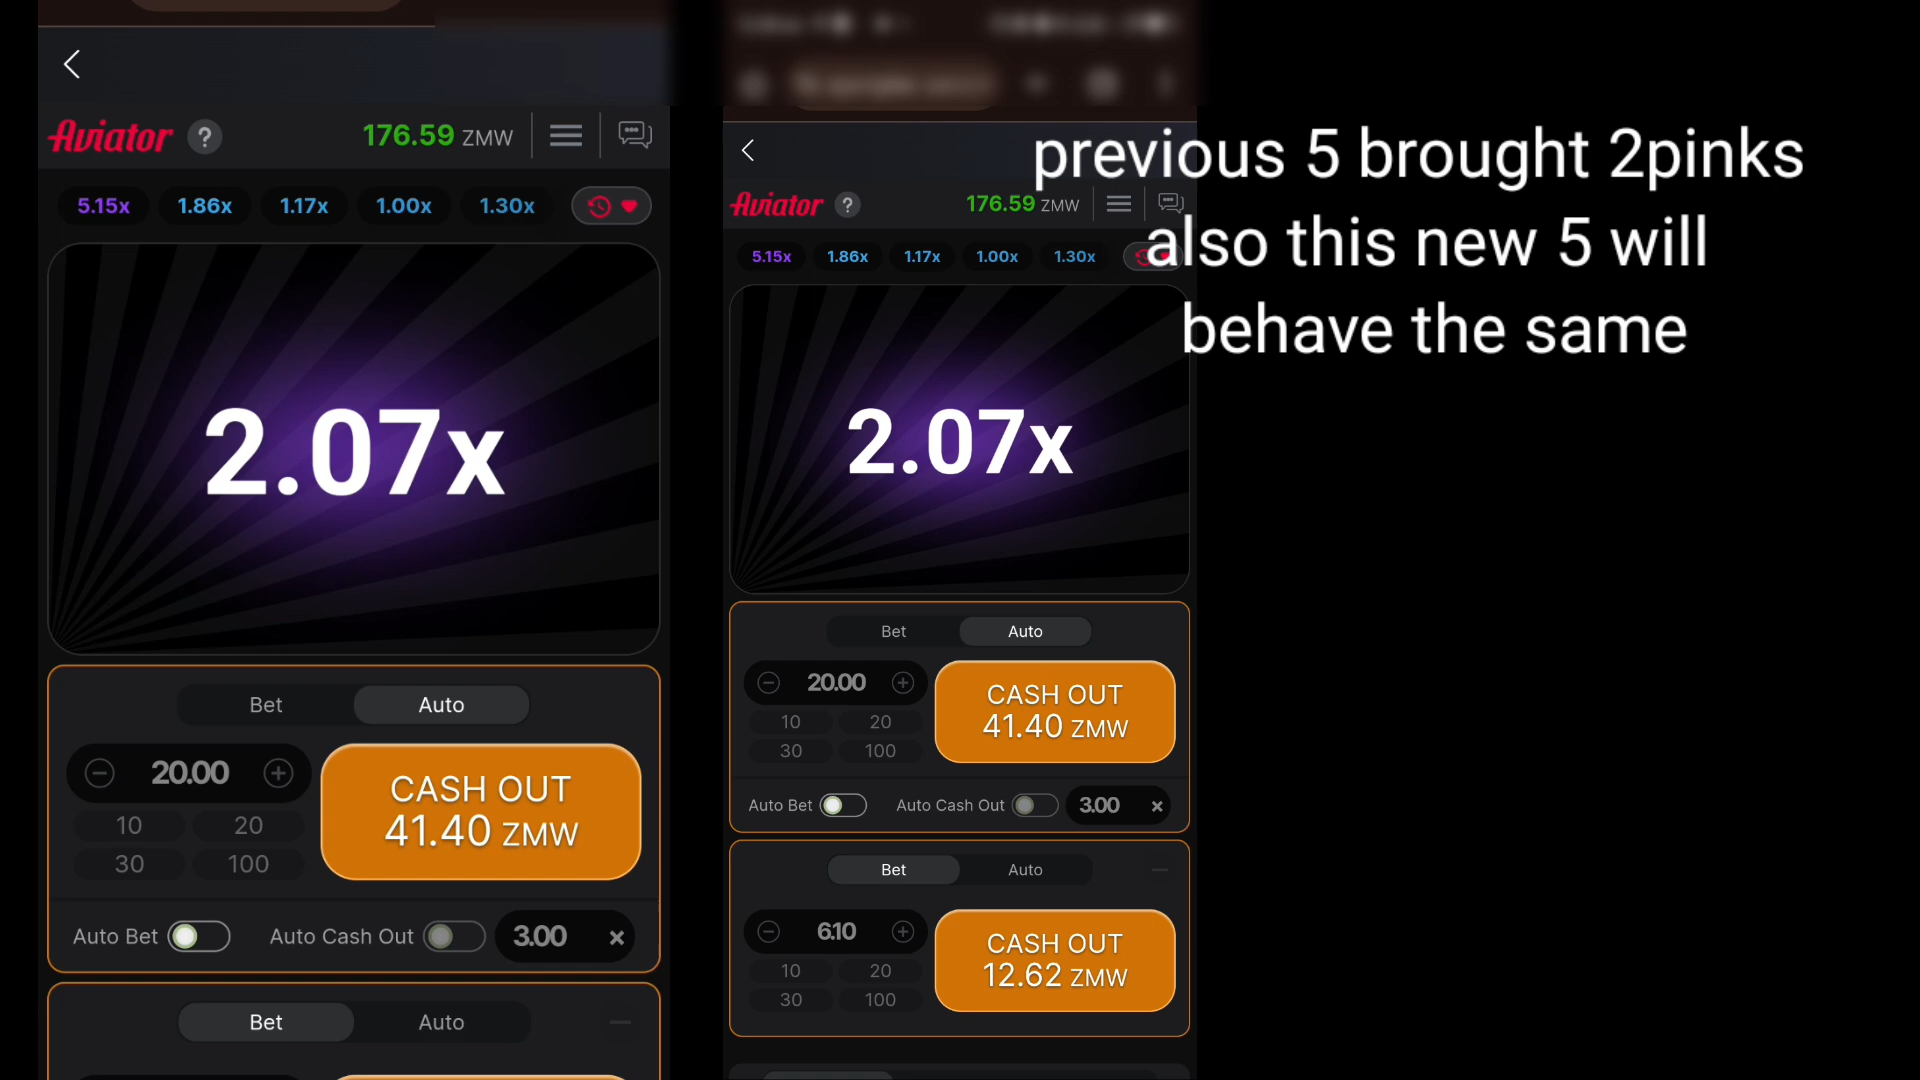 Aviator ?
176.59 ZMW
5.15x 1.86x 1.17x 1.00x 1.30x
2.07x
Bet Auto
20.00
10 20
30 100
CASH OUT
41.40 ZMW
Auto Bet Auto Cash Out 3.00 ×
Bet Auto
Aviator ?
176.59 ZMW
5.15x 1.86x 1.17x 1.00x 1.30x
2.07x
Bet Auto
20.00
10 20
30 100
CASH OUT
41.40 ZMW
Auto Bet Auto Cash Out 3.00 ×
Bet Auto
6.10
10 20
30 100
CASH OUT
12.62 ZMW
previous 5 brought 2pinks
also this new 5 will
behave the same